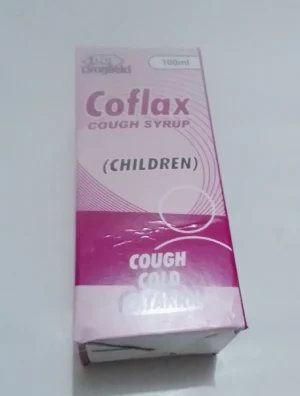 100ml
Coflax
COUGH SYRUP
(CHILDREN)
COUGH
COLD
CATARRH